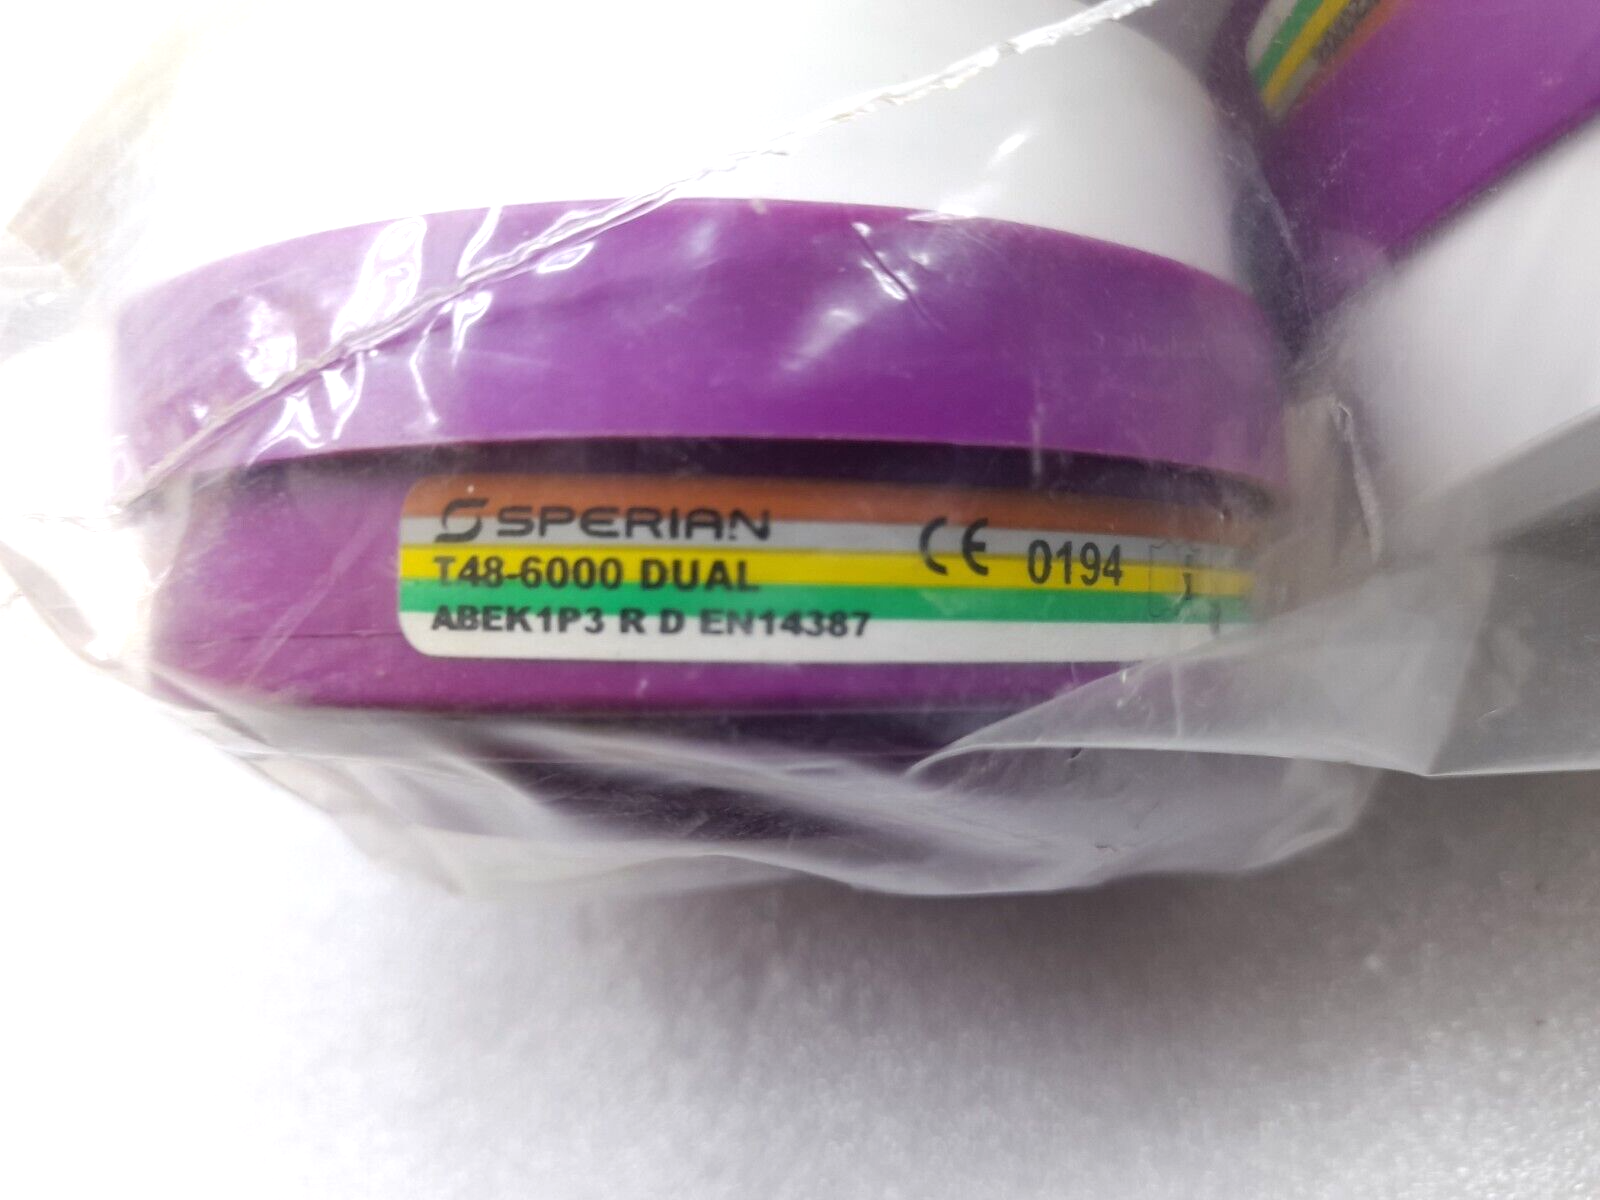 SPERIAN
T48-6000 DUAL
ABEK1P3 R D EN14387
CE 0194